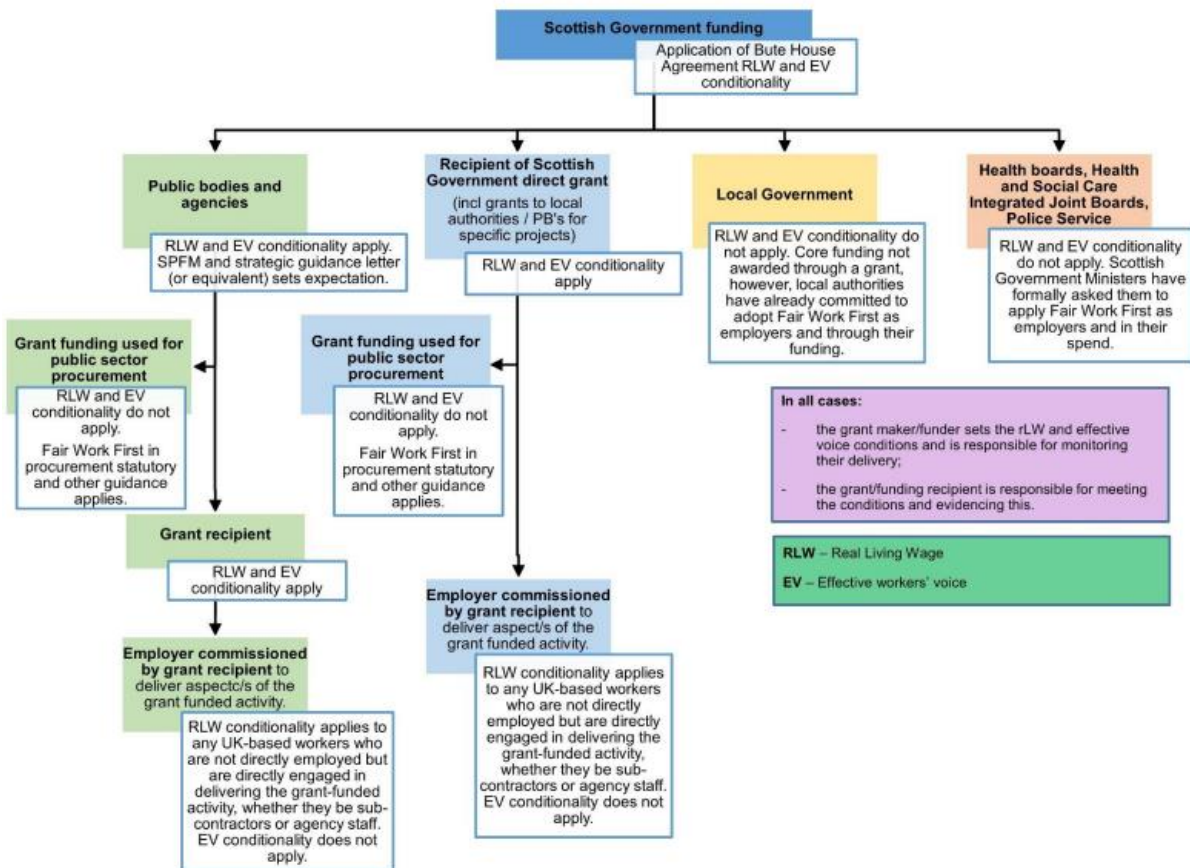 Scottish Government funding
Application of Bute House
Agreement RLW and EV
conditionality
Public bodies and
agencies
RLW and EV conditionality apply.
SPFM and strategic guidance letter
(or equivalent) sets expectation.
Grant funding used for
public sector
procurement
RLW and EV
conditionality do not
apply.
Fair Work First in
procurement statutory
and other guidance
applies.
Grant recipient
RLW and EV
conditionality apply
Employer commissioned
by grant recipient to
deliver aspectc/s of the
grant funded activity.
RLW conditionality applies to
any UK-based workers who
are not directly employed but
are directly engaged in
delivering the grant-funded
activity, whether they be sub-
contractors or agency staff.
EV conditionality does not
apply.
Recipient of Scottish
Government direct grant
(incl grants to local
authorities / PB's for
specific projects)
RLW and EV conditionality
apply
Grant funding used for
public sector
procurement
RLW and EV
conditionality do not
apply.
Fair Work First in
procurement statutory
and other guidance
applies.
Employer commissioned
by grant recipient to
deliver aspect/s of the
grant funded activity.
RLW conditionality applies
to any UK-based workers
who are not directly
employed but are directly
engaged in delivering the
grant-funded activity,
whether they be sub-
contractors or agency staff.
EV conditionality does not
apply.
Local Government
RLW and EV conditionality do
not apply. Core funding not
awarded through a grant,
however, local authorities
have already committed to
adopt Fair Work First as
employers and through their
funding.
Health boards, Health
and Social Care
Integrated Joint Boards,
Police Service
RLW and EV conditionality
do not apply. Scottish
Government Ministers have
formally asked them to
apply Fair Work First as
employers and in their
spend.
In all cases:
- the grant maker/funder sets the rLW and effective
voice conditions and is responsible for monitoring
their delivery;
- the grant/funding recipient is responsible for meeting
the conditions and evidencing this.
RLW – Real Living Wage
EV – Effective workers' voice